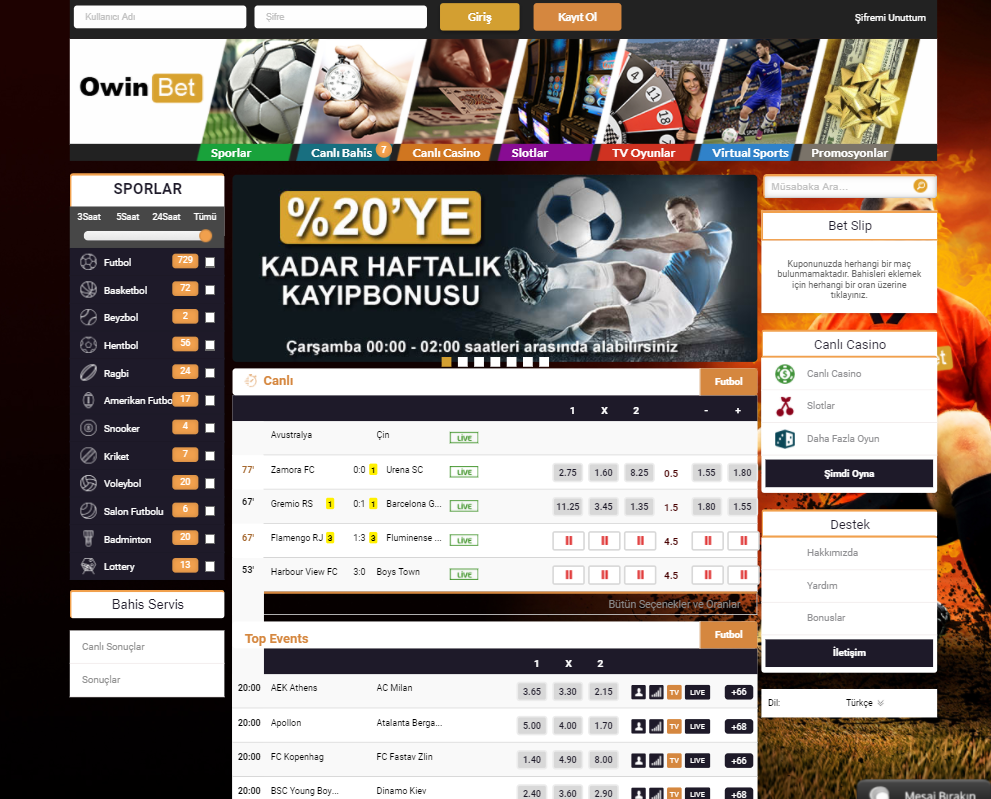 Kullanıcı Adı
Şifre
Giriş
Kayıt Ol
Şifremi Unuttum
Owin Bet
Sporlar
Canlı Bahis 7
Canlı Casino
Slotlar
TV Oyunlar
Virtual Sports
Promosyonlar
SPORLAR
3Saat 5Saat 24Saat Tümü
Futbol 729
Basketbol 72
Beyzbol 2
Hentbol 56
Ragbi 24
Amerikan Futbo 17
Snooker 4
Kriket 7
Voleybol 20
Salon Futbolu 6
Badminton 20
Lottery 13
Bahis Servis
Canlı Sonuçlar
Sonuçlar
%20'YE
KADAR HAFTALIK
KAYIPBONUSU
Çarşamba 00:00 - 02:00 saatleri arasında alabilirsiniz
Canlı Futbol
1 X 2 - +
Avustralya Çin LIVE
77' Zamora FC 0:0 1 Urena SC LIVE 2.75 1.60 8.25 0.5 1.55 1.80
67' Gremio RS 1 0:1 1 Barcelona G... LIVE 11.25 3.45 1.35 1.5 1.80 1.55
67' Flamengo RJ 3 1:3 3 Fluminense ... LIVE 4.5
53' Harbour View FC 3:0 Boys Town LIVE 4.5
Bütün Seçenekler ve Oranlar
Top Events Futbol
1 X 2
20:00 AEK Athens AC Milan 3.65 3.30 2.15 TV LIVE +66
20:00 Apollon Atalanta Berga... 5.00 4.00 1.70 TV LIVE +68
20:00 FC Kopenhag FC Fastav Zlin 1.40 4.90 8.00 TV LIVE +66
20:00 BSC Young Boy... Dinamo Kiev 2.40 3.60 2.90 TV LIVE +68
Müsabaka Ara...
Bet Slip
Kuponunuzda herhangi bir maç
bulunmamaktadır. Bahisleri eklemek
için herhangi bir oran üzerine
tıklayınız.
Canlı Casino
Canlı Casino
Slotlar
Daha Fazla Oyun
Şimdi Oyna
Destek
Hakkımızda
Yardım
Bonuslar
İletişim
Dil: Türkçe
Mesaj Bırakın